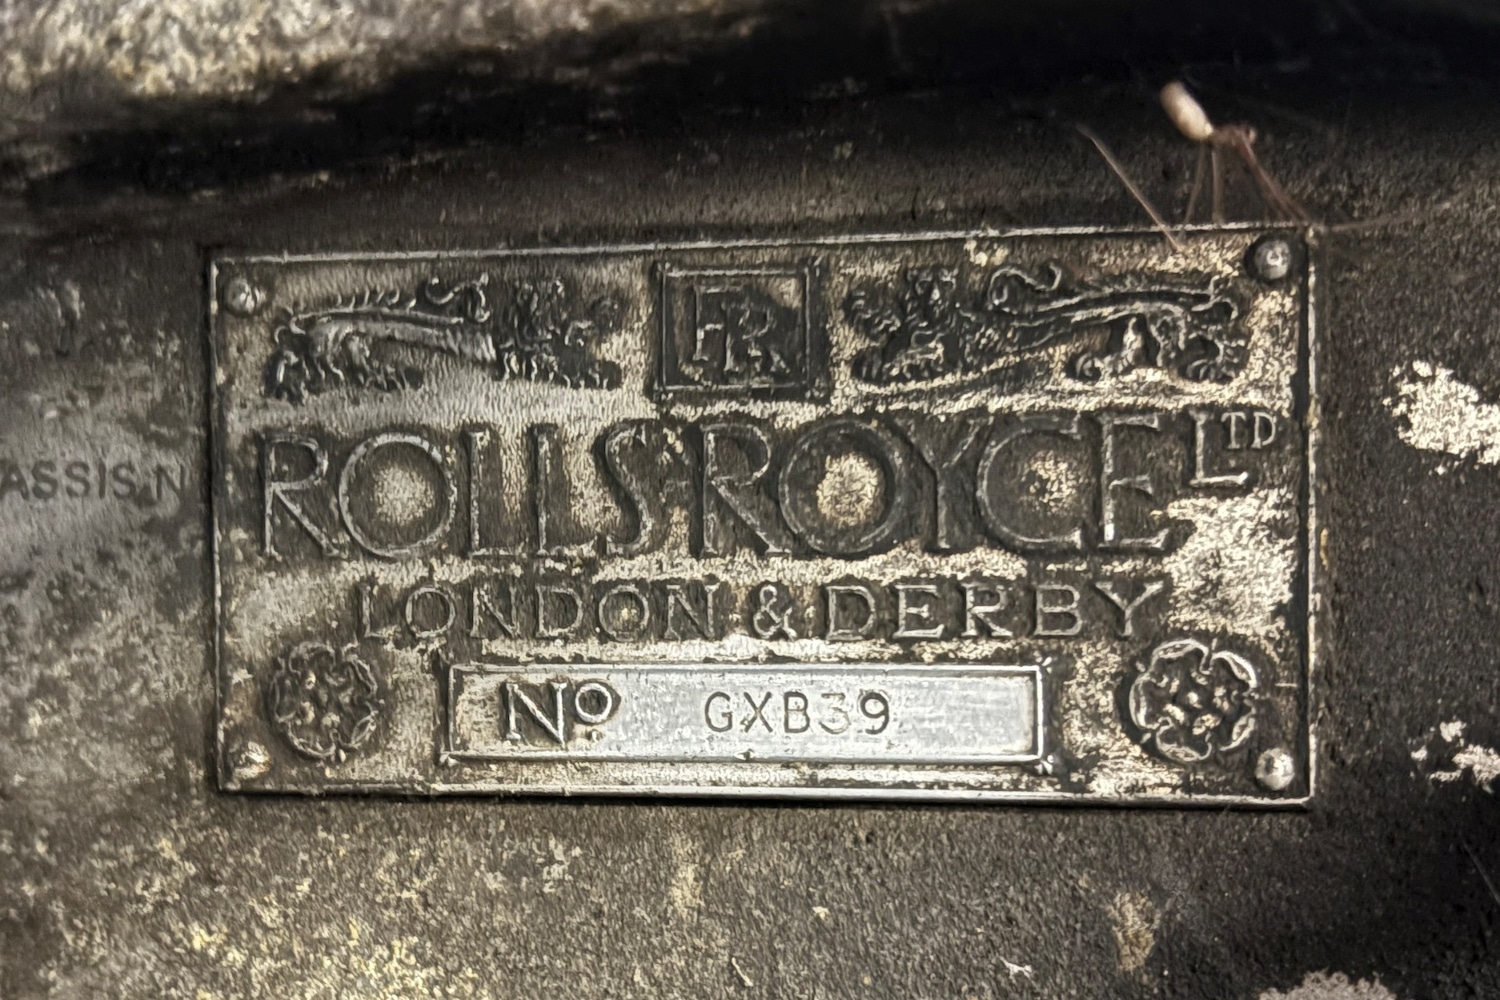 RR
ROLLS-ROYCE LTD
ASSIS N
LONDON & DERBY
No GXB39